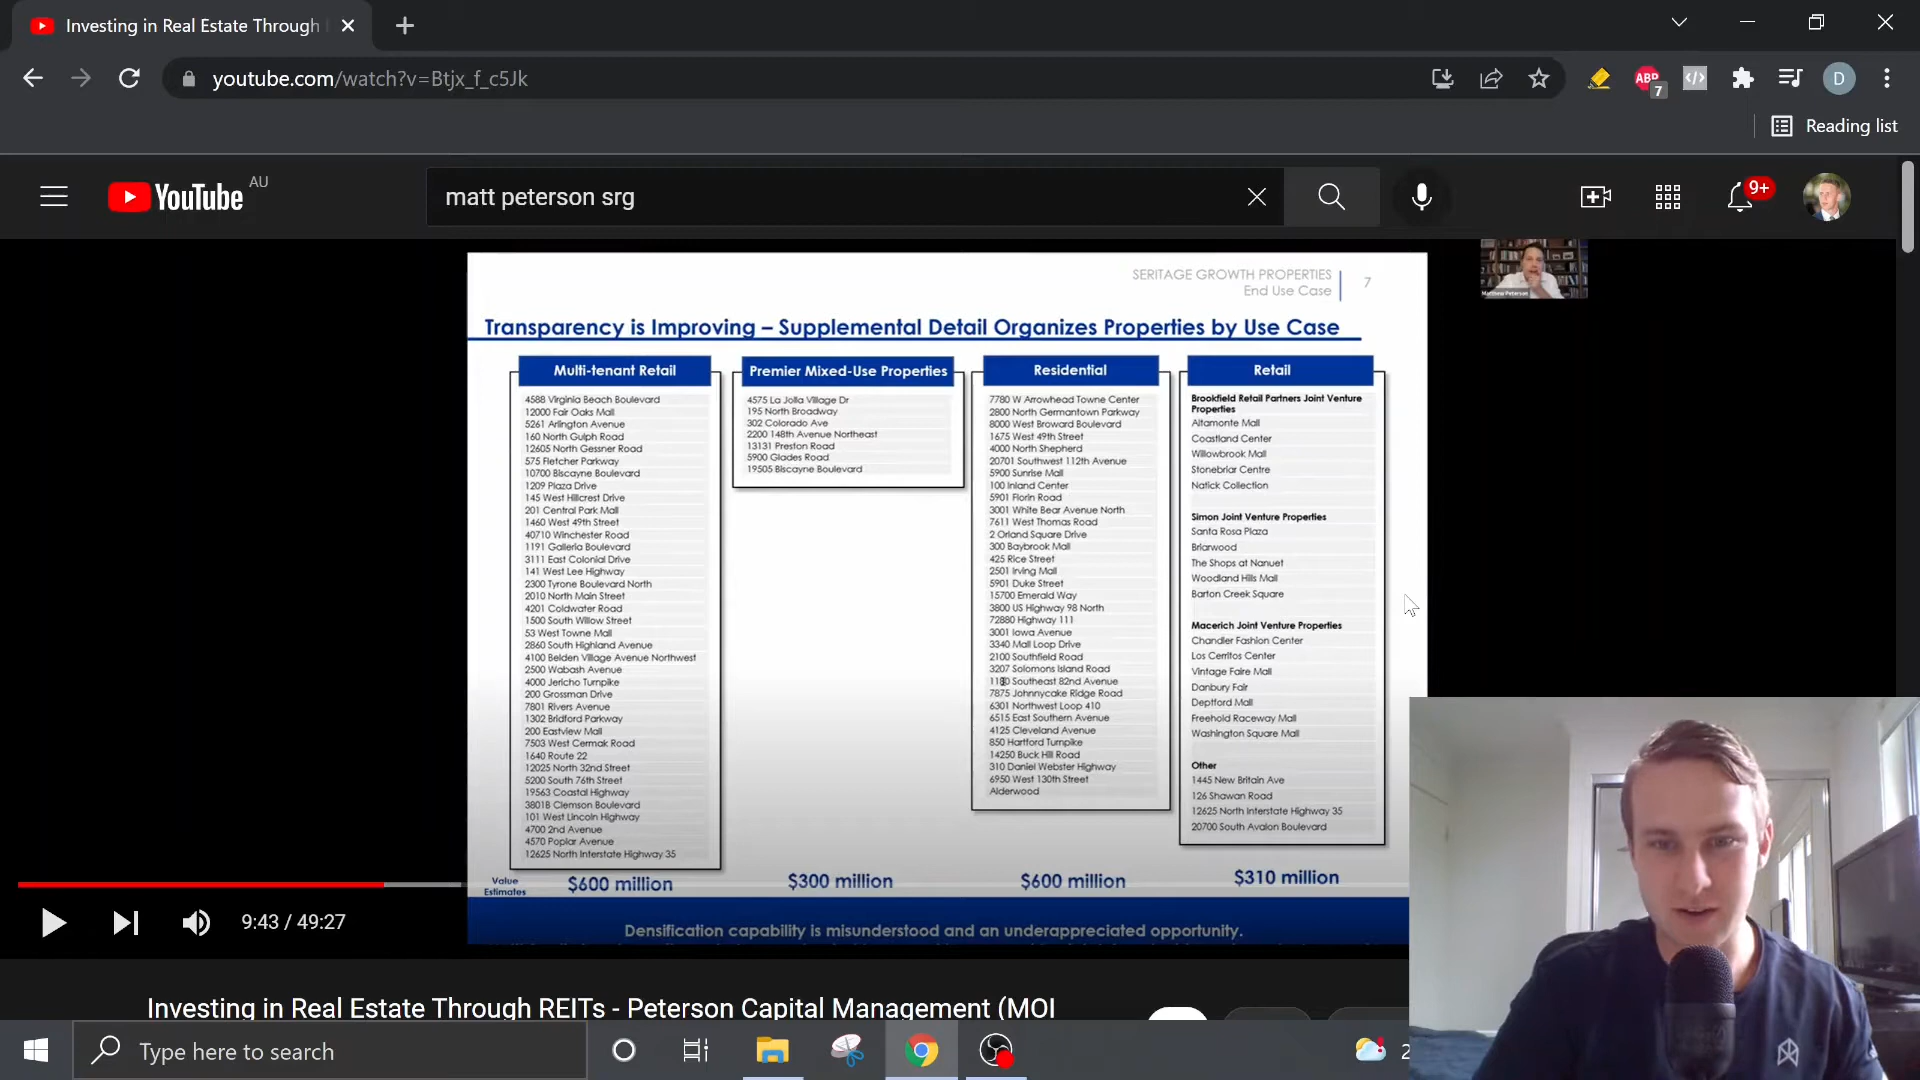 Investing in Real Estate Through
youtube.com/watch?v=Btjx_f_c5Jk
ABP
7
D
Reading list
YouTube
AU
matt peterson srg
9+
SERITAGE GROWTH PROPERTIES
End Use Case
7
Transparency is Improving – Supplemental Detail Organizes Properties by Use Case
Multi-tenant Retail
4588 Virginia Beach Boulevard
12000 Fair Oaks Mall
5261 Arlington Avenue
160 North Gulph Road
12605 North Gessner Road
575 Fletcher Parkway
10700 Biscayne Boulevard
1209 Plaza Drive
145 West Hillcrest Drive
201 Central Park Mall
1460 West 49th Street
40710 Winchester Road
1191 Galleria Boulevard
3111 East Colonial Drive
141 West Lee Highway
2300 Tyrone Boulevard North
2010 North Main Street
4201 Coldwater Road
1500 South Willow Street
53 West Towne Mall
2860 South Highland Avenue
4100 Belden Village Avenue Northwest
2500 Wabash Avenue
4000 Jericho Turnpike
200 Grossman Drive
7801 Rivers Avenue
1302 Bridford Parkway
200 Eastview Mall
7503 West Cermak Road
1640 Route 22
12025 North 32nd Street
5200 South 76th Street
19563 Coastal Highway
3801B Clemson Boulevard
101 West Lincoln Highway
4700 2nd Avenue
4570 Poplar Avenue
12625 North Interstate Highway 35
Premier Mixed-Use Properties
4575 La Jolla Village Dr
195 North Broadway
302 Colorado Ave
2200 148th Avenue Northeast
13131 Preston Road
5900 Glades Road
19505 Biscayne Boulevard
Residential
7780 W Arrowhead Towne Center
2800 North Germantown Parkway
8000 West Broward Boulevard
1675 West 49th Street
4000 North Shepherd
20701 Southwest 112th Avenue
5900 Sunrise Mall
100 Inland Center
5901 Florin Road
3001 White Bear Avenue North
7611 West Thomas Road
2 Orland Square Drive
300 Baybrook Mall
425 Rice Street
2501 Irving Mall
5901 Duke Street
15700 Emerald Way
3800 US Highway 98 North
72880 Highway 111
3001 Iowa Avenue
3340 Mall Loop Drive
2100 Southfield Road
3207 Solomons Island Road
Southeast 82nd Avenue
7875 Johnnycake Ridge Road
6301 Northwest Loop 410
6515 East Southern Avenue
4125 Cleveland Avenue
850 Hartford Turnpike
14250 Buck Hill Road
310 Daniel Webster Highway
6950 West 130th Street
Alderwood
Retail
Brookfield Retail Partners Joint Venture
Properties
Altamonte Mall
Coastland Center
Willowbrook Mall
Stonebriar Centre
Natick Collection
Simon Joint Venture Properties
Santa Rosa Plaza
Briarwood
The Shops at Nanuet
Woodland Hills Mall
Barton Creek Square
Macerich Joint Venture Properties
Chandler Fashion Center
Los Cerritos Center
Vintage Faire Mall
Danbury Fair
Deptford Mall
Freehold Raceway Mall
Washington Square Mall
Other
1445 New Britain Ave
126 Shawan Road
12625 North Interstate Highway 35
20700 South Avalon Boulevard
Value
Estimates
$600 million
$300 million
$600 million
$310 million
Densification capability is misunderstood and an underappreciated opportunity.
Matthew Peterson
9:43 / 49:27
Investing in Real Estate Through REITs - Peterson Capital Management (MOI
Type here to search
2